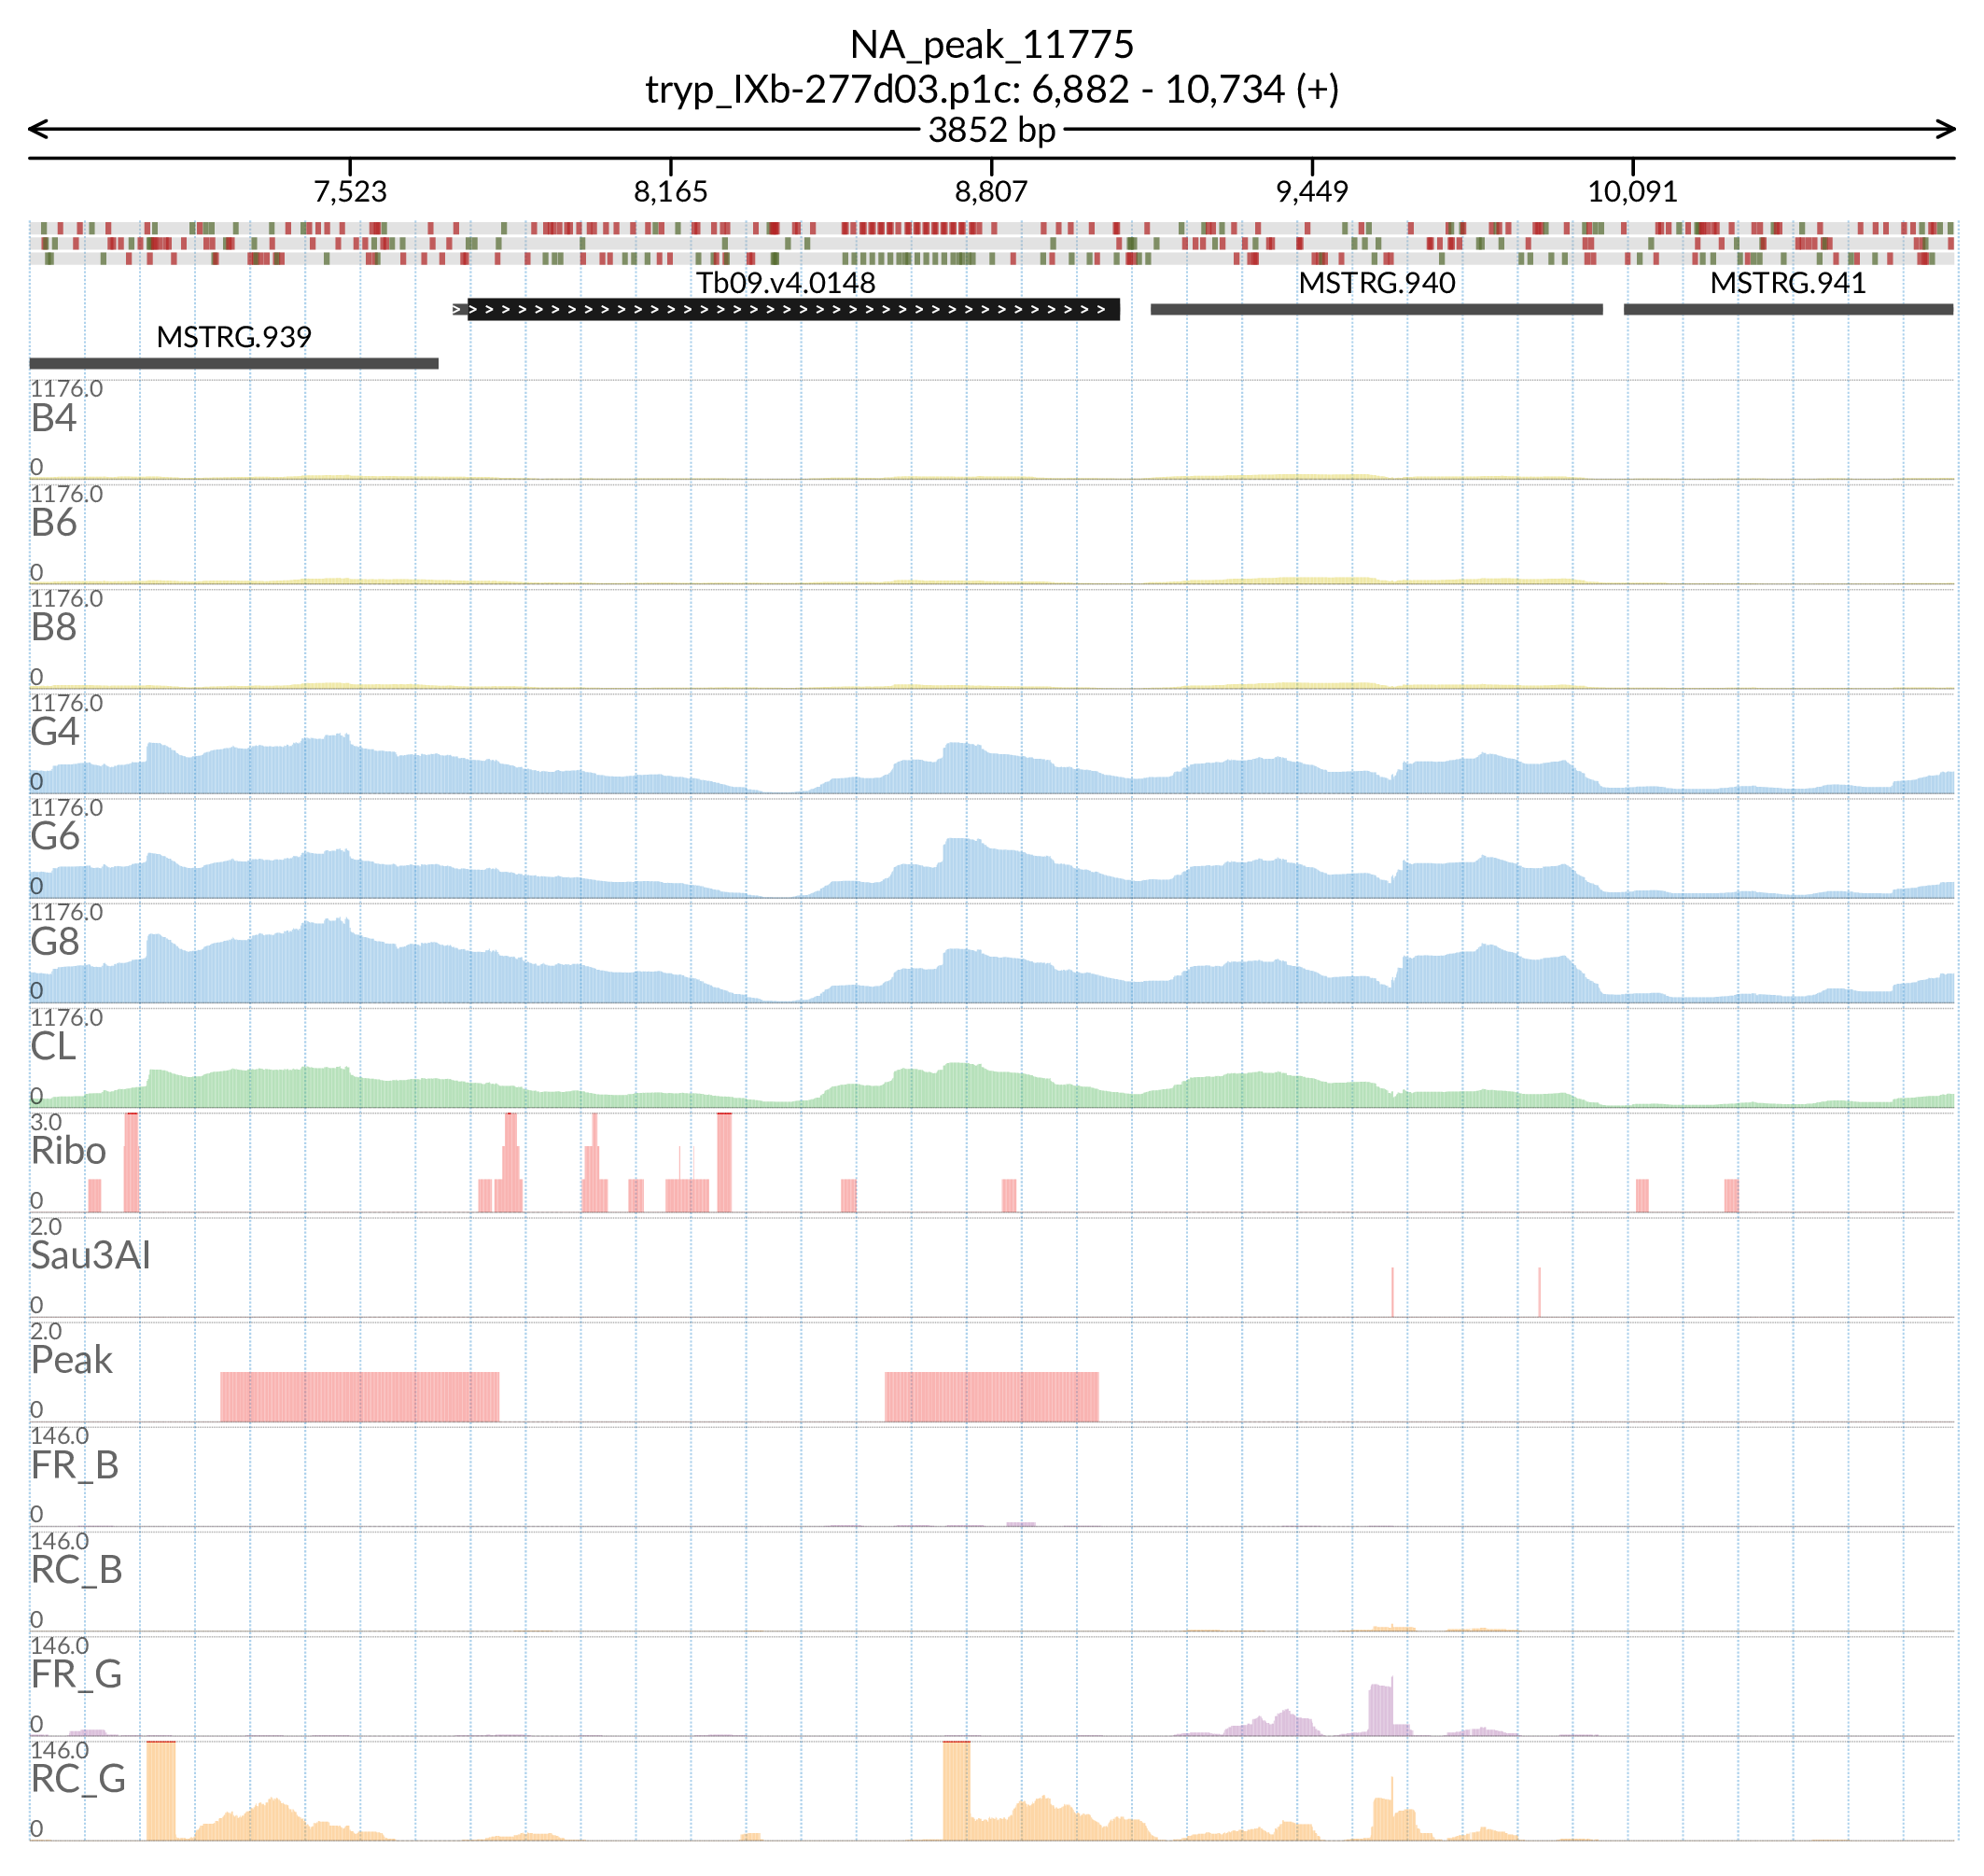 NA_peak_11775
tryp_IXb-277d03.p1c: 6,882 - 10,734 (+)
3852 bp
7,523 8,165 8,807 9,449 10,091
Tb09.v4.0148 MSTRG.940 MSTRG.941
MSTRG.939
1176.0
B4
0
1176.0
B6
0
1176.0
B8
0
1176.0
G4
0
1176.0
G6
0
1176.0
G8
0
1176.0
CL
0
3.0
Ribo
0
2.0
Sau3AI
0
2.0
Peak
0
146.0
FR_B
0
146.0
RC_B
0
146.0
FR_G
0
146.0
RC_G
0